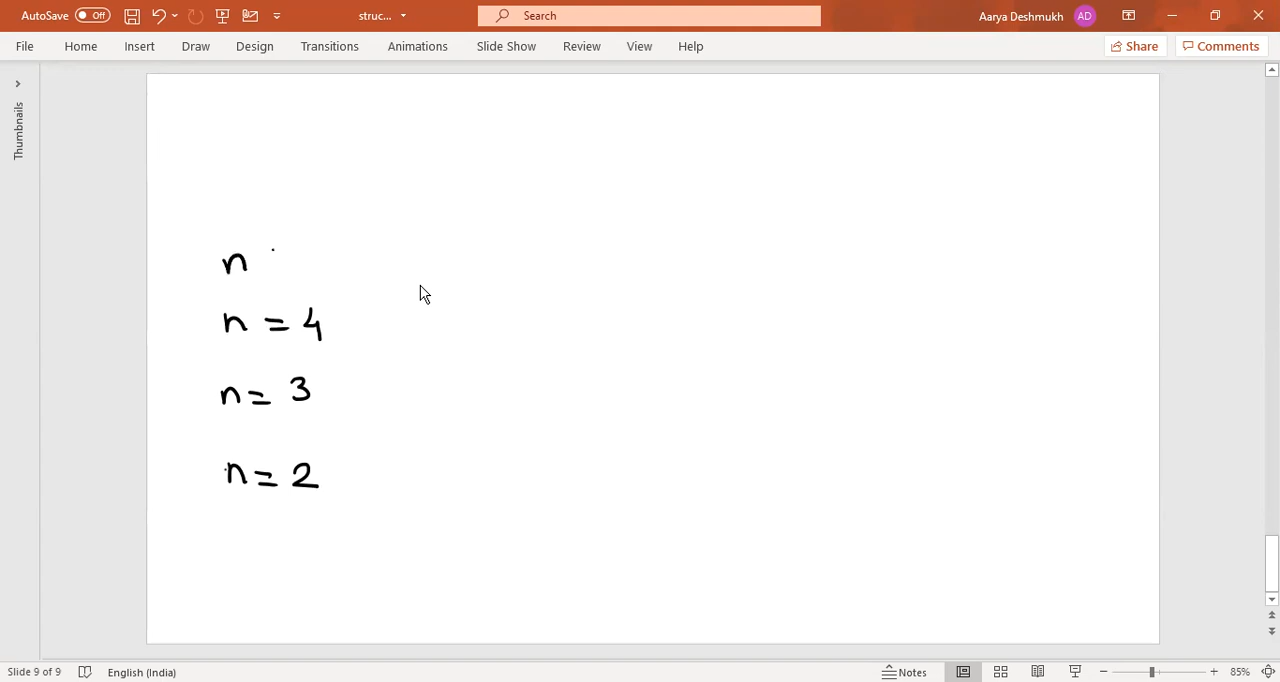 AutoSave Off struc... Search Aarya Deshmukh AD
File Home Insert Draw Design Transitions Animations Slide Show Review View Help Share Comments
Thumbnails
n
n = 4
n = 3
n = 2
Slide 9 of 9 English (India) Notes 85%